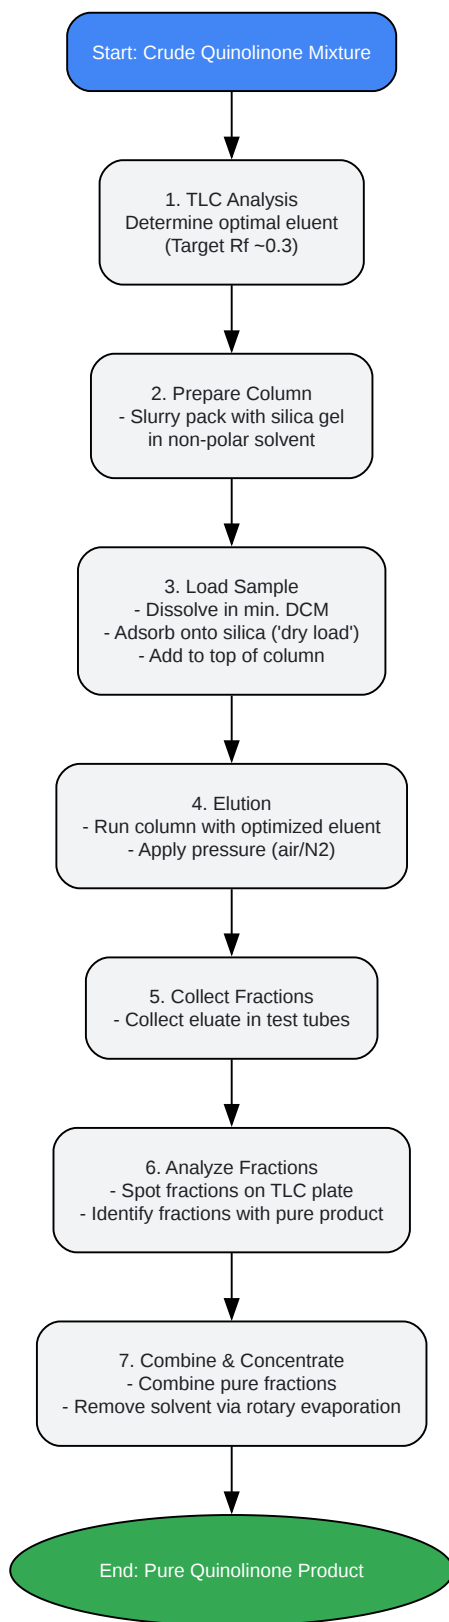 Start: Crude Quinolinone Mixture
1. TLC Analysis
Determine optimal eluent
(Target Rf ~0.3)
2. Prepare Column
- Slurry pack with silica gel
in non-polar solvent
3. Load Sample
- Dissolve in min. DCM
- Adsorb onto silica ('dry load')
- Add to top of column
4. Elution
- Run column with optimized eluent
- Apply pressure (air/N2)
5. Collect Fractions
- Collect eluate in test tubes
6. Analyze Fractions
- Spot fractions on TLC plate
- Identify fractions with pure product
7. Combine & Concentrate
- Combine pure fractions
- Remove solvent via rotary evaporation
End: Pure Quinolinone Product